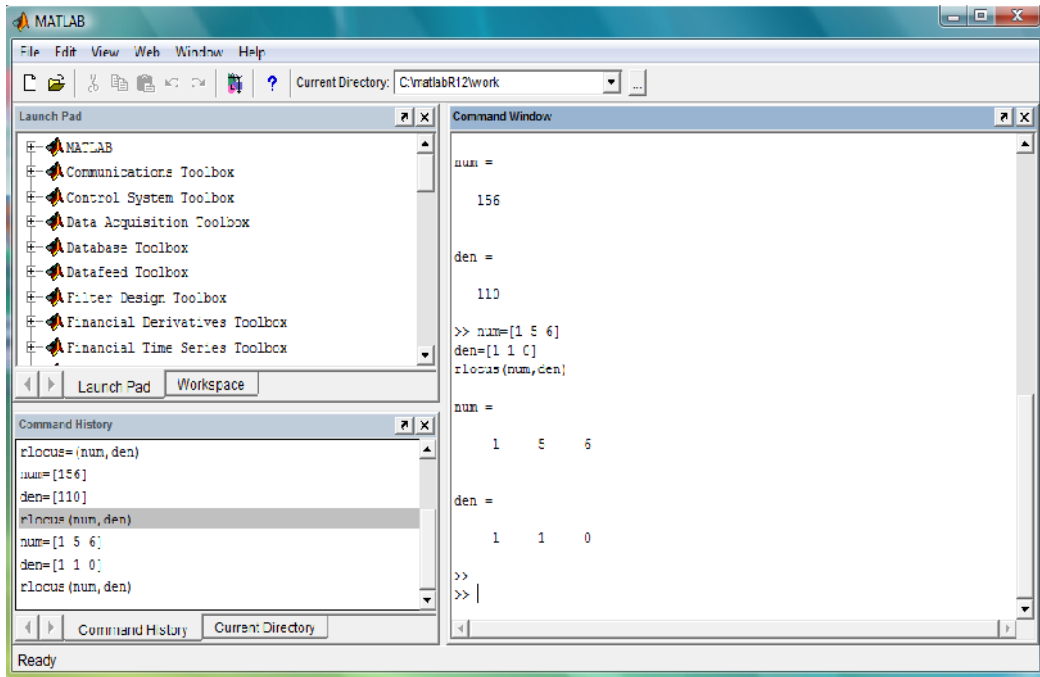 MATLAB
File Edit View Web Window Help
Current Directory: C:\matlabR12\work
...
Launch Pad
MATLAB
Communications Toolbox
Control System Toolbox
Data Acquisition Toolbox
Database Toolbox
Datafeed Toolbox
Filter Design Toolbox
Financial Derivatives Toolbox
Financial Time Series Toolbox
Launch Pad Workspace
Command History
rlocus=(num,den)
num=[156]
den=[110]
rlocus(num,den)
num=[1 5 6]
den=[1 1 0]
rlocus(num,den)
Command History Current Directory
Command Window
num =
156
den =
110
>> num=[1 5 6]
den=[1 1 0]
rlocus(num,den)
num =
1 5 6
den =
1 1 0
>>
>>
Ready